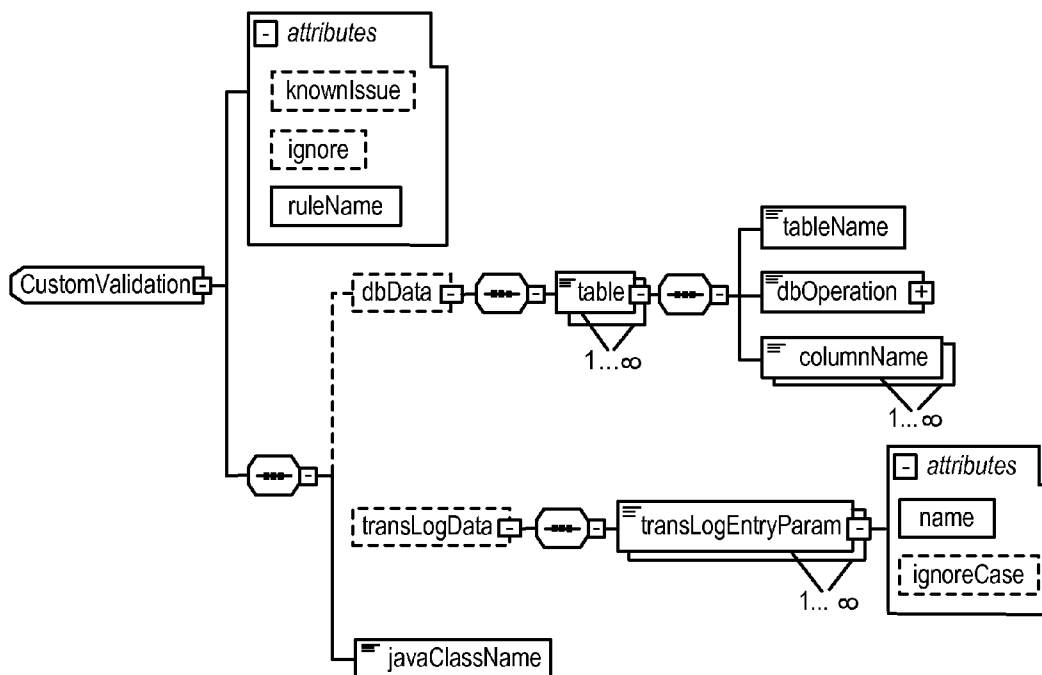 attributes
knownIssue
ignore
ruleName
CustomValidation
dbData
table
1... ∞
tableName
dbOperation
columnName
1... ∞
transLogData
transLogEntryParam
1... ∞
attributes
name
ignoreCase
javaClassName